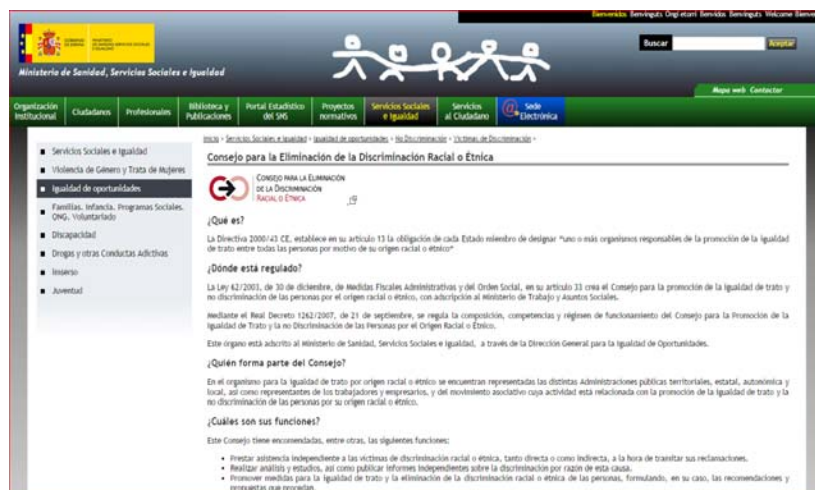 Bienvenidos Benvinguts Ongi etorri Benvidos Benvinguts Welcome Bienve
GOBIERNO DE ESPAÑA
MINISTERIO DE SANIDAD, SERVICIOS SOCIALES E IGUALDAD
Buscar
Aceptar
Ministerio de Sanidad, Servicios Sociales e Igualdad
Mapa web Contactar
Organización Institucional
Ciudadanos
Profesionales
Biblioteca y Publicaciones
Portal Estadístico del SNS
Proyectos normativos
Servicios Sociales e Igualdad
Servicios al Ciudadano
@ Sede Electrónica
Inicio > Servicios Sociales e Igualdad > Igualdad de oportunidades > No Discriminación > Víctimas de Discriminación >
Servicios Sociales e Igualdad
Violencia de Género y Trata de Mujeres
Igualdad de oportunidades
Familias. Infancia. Programas Sociales.
ONG. Voluntariado
Discapacidad
Drogas y otras Conductas Adictivas
Imserso
Juventud
Consejo para la Eliminación de la Discriminación Racial o Étnica
CONSEJO PARA LA ELIMINACIÓN
DE LA DISCRIMINACIÓN
RACIAL O ÉTNICA
¿Qué es?
La Directiva 2000/43 CE, establece en su artículo 13 la obligación de cada Estado miembro de designar "uno o más organismos responsables de la promoción de la igualdad
de trato entre todas las personas por motivo de su origen racial o étnico"
¿Dónde está regulado?
La Ley 62/2003, de 30 de diciembre, de Medidas Fiscales Administrativas y del Orden Social, en su artículo 33 crea el Consejo para la promoción de la igualdad de trato y
no discriminación de las personas por el origen racial o étnico, con adscripción al Ministerio de Trabajo y Asuntos Sociales.
Mediante el Real Decreto 1262/2007, de 21 de septiembre, se regula la composición, competencias y régimen de funcionamiento del Consejo para la Promoción de la
Igualdad de Trato y la no Discriminación de las Personas por el Origen Racial o Étnico.
Este órgano está adscrito al Ministerio de Sanidad, Servicios Sociales e Igualdad, a través de la Dirección General para la Igualdad de Oportunidades.
¿Quién forma parte del Consejo?
En el organismo para la igualdad de trato por origen racial o étnico se encuentran representadas las distintas Administraciones públicas territoriales, estatal, autonómica y
local, así como representantes de los trabajadores y empresarios, y del movimiento asociativo cuya actividad está relacionada con la promoción de la igualdad de trato y la
no discriminación de las personas por su origen racial o étnico.
¿Cuáles son sus funciones?
Este Consejo tiene encomendadas, entre otras, las siguientes funciones:
Prestar asistencia independiente a las víctimas de discriminación racial o étnica, tanto directa o como indirecta, a la hora de tramitar sus reclamaciones.
Realizar análisis y estudios, así como publicar informes independientes sobre la discriminación por razón de esta causa.
Promover medidas para la igualdad de trato y la eliminación de la discriminación racial o étnica de las personas, formulando, en su caso, las recomendaciones y
propuestas que procedan.